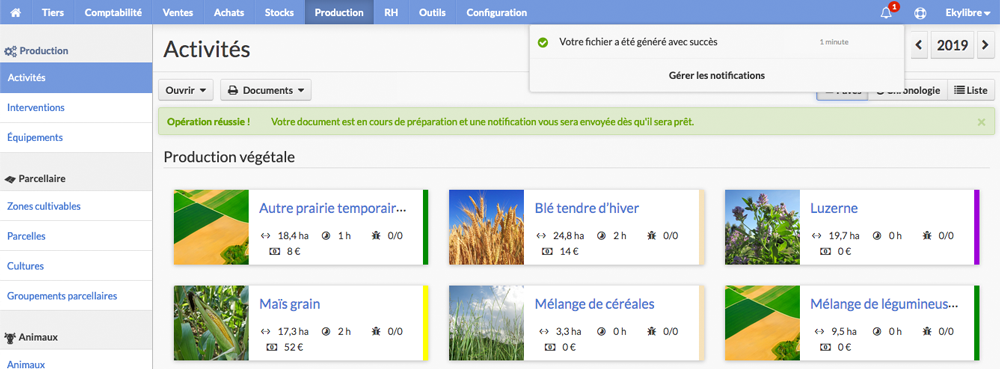 Tiers Comptabilité Ventes Achats Stocks Production RH Outils Configuration 1 Ekylibre
Production
Activités
Interventions
Équipements
Parcellaire
Zones cultivables
Parcelles
Cultures
Groupements parcellaires
Animaux
Animaux
Activités
Votre fichier a été généré avec succès 1 minute
Gérer les notifications
2019
Ouvrir Documents
Chronologie Liste
Opération réussie ! Votre document est en cours de préparation et une notification vous sera envoyée dès qu'il sera prêt. ×
Production végétale
Autre prairie temporair...
18,4 ha 1 h 0/0
8 €
Blé tendre d'hiver
24,8 ha 2 h 0/0
14 €
Luzerne
19,7 ha 0 h 0/0
0 €
Maïs grain
17,3 ha 2 h 0/0
52 €
Mélange de céréales
3,3 ha 0 h 0/0
0 €
Mélange de légumineus...
9,5 ha 0 h 0/0
0 €